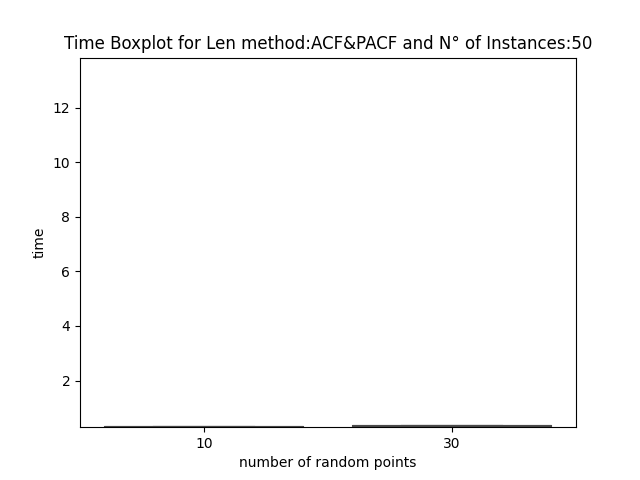 Time Boxplot for Len method:ACF&PACF and N° of Instances:50
12
10
8
6
4
2
time
10 30
number of random points